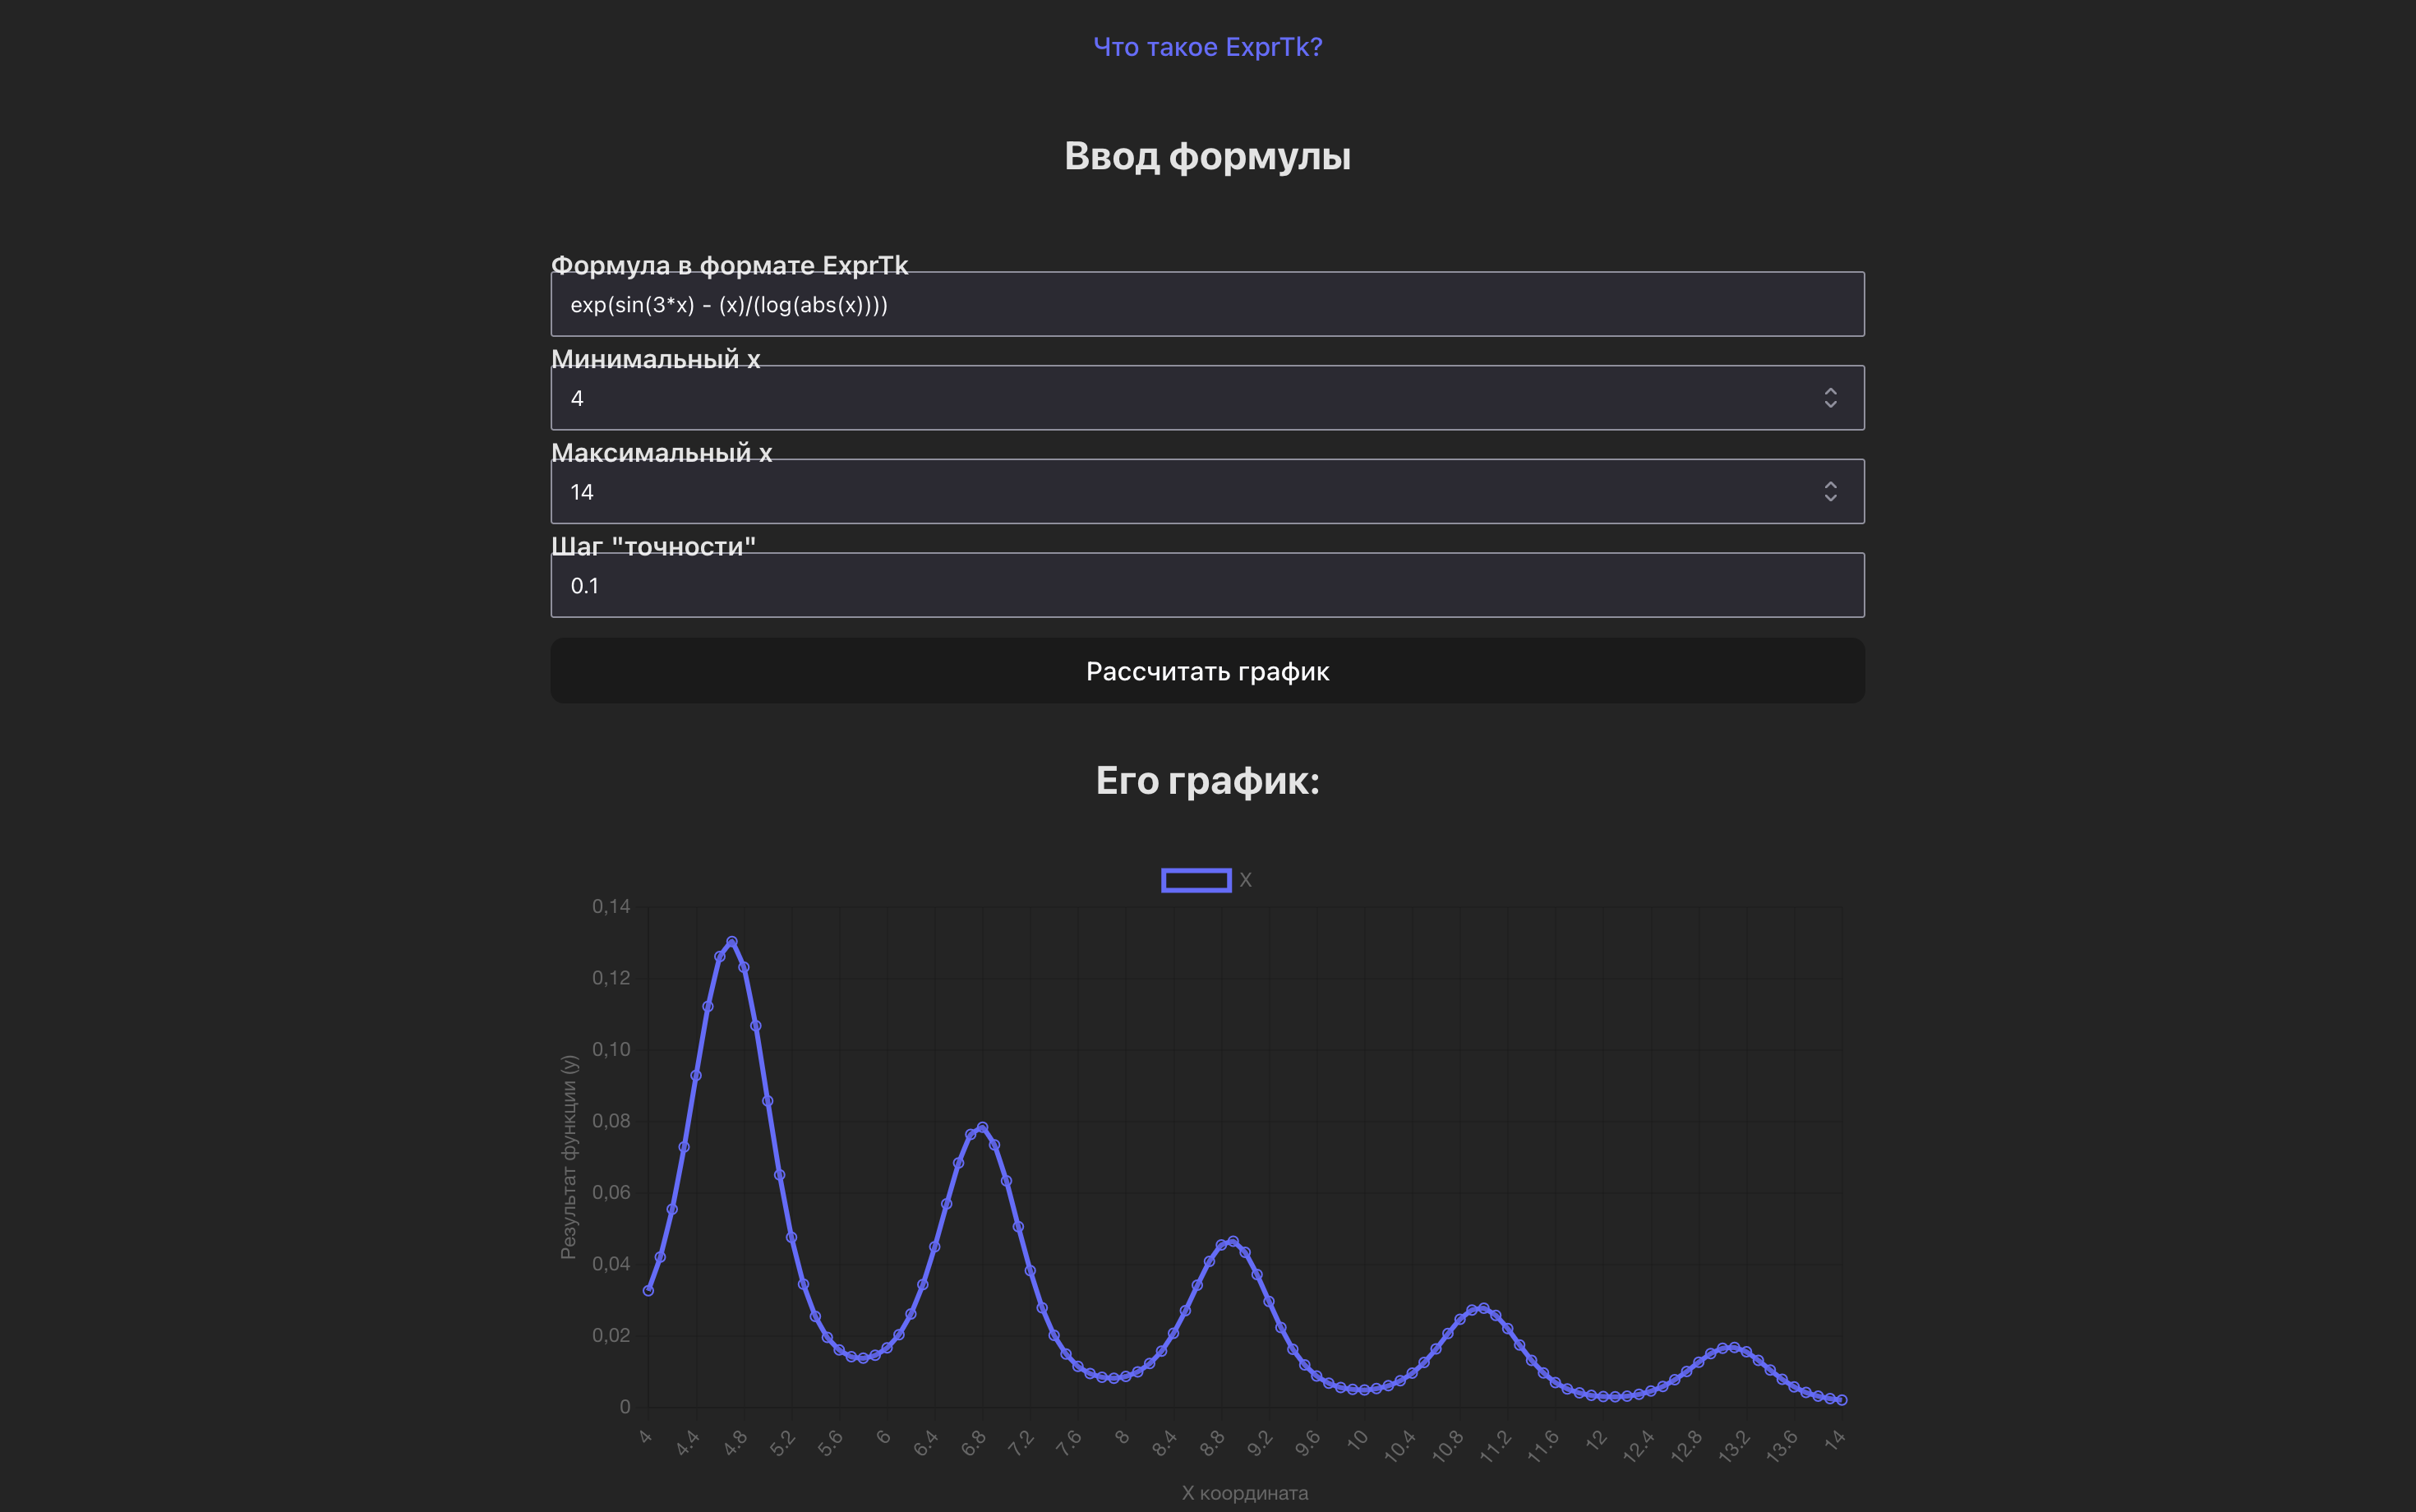 Что такое ExprTk?
Ввод формулы
Формула в формате ExprTk
exp(sin(3*x) - (x)/(log(abs(x))))
Минимальный x
4
Максимальный x
14
Шаг "точности"
0.1
Рассчитать график
Его график:
X
0,14
0,12
0,10
0,08
0,06
0,04
0,02
0
Результат функции (y)
4 4.4 4.8 5.2 5.6 6 6.4 6.8 7.2 7.6 8 8.4 8.8 9.2 9.6 10 10.4 10.8 11.2 11.6 12 12.4 12.8 13.2 13.6 14
X координата